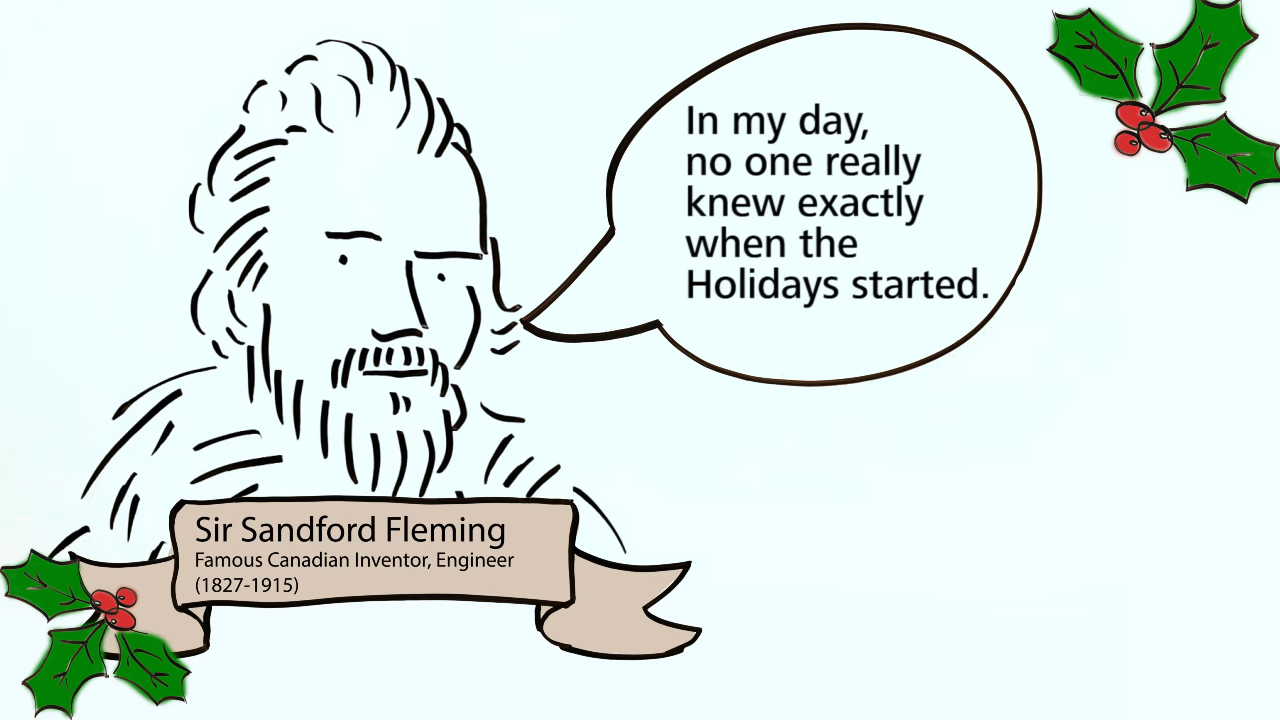 In my day,
no one really
knew exactly
when the
Holidays started.
Sir Sandford Fleming
Famous Canadian Inventor, Engineer
(1827-1915)